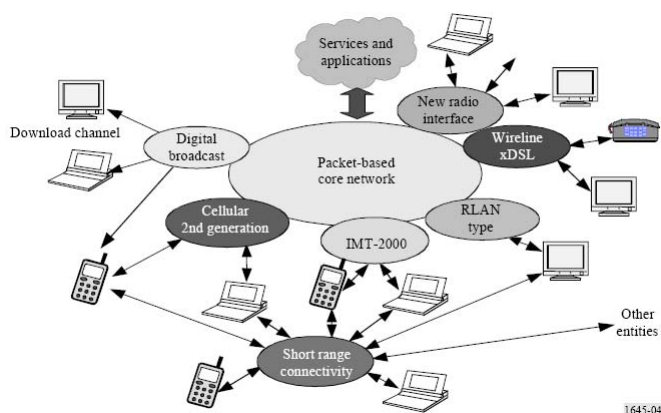 Services and
applications
New radio
interface
Download channel
Digital
broadcast
Wireline
xDSL
Packet-based
core network
Cellular
2nd generation
RLAN
type
IMT-2000
Other
entities
Short range
connectivity
1645-04